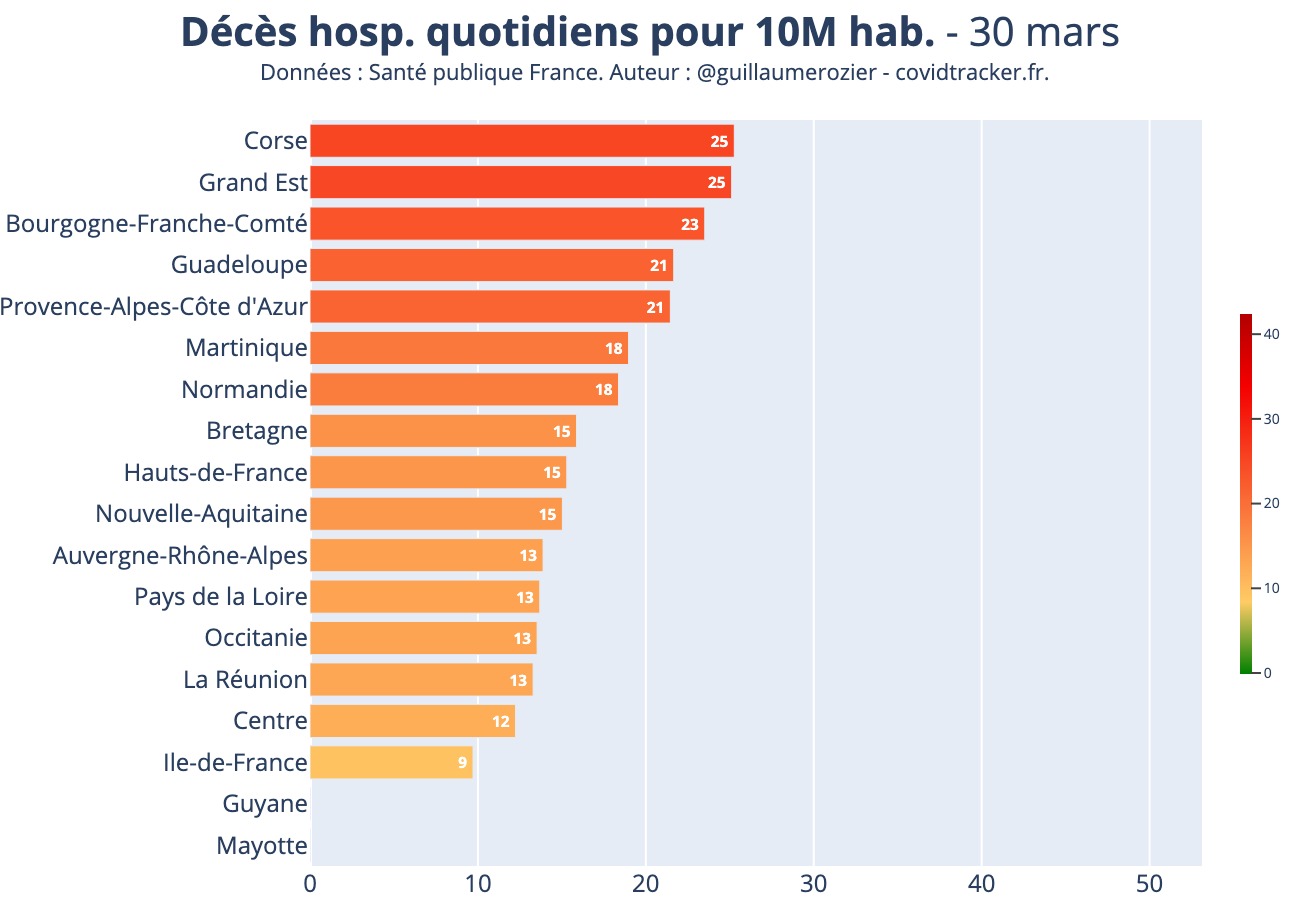 Décès hosp. quotidiens pour 10M hab. - 30 mars
Données : Santé publique France. Auteur : @guillaumerozier - covidtracker.fr.
Corse 25
Grand Est 25
Bourgogne-Franche-Comté 23
Guadeloupe 21
Provence-Alpes-Côte d'Azur 21
Martinique 18
Normandie 18
Bretagne 15
Hauts-de-France 15
Nouvelle-Aquitaine 15
Auvergne-Rhône-Alpes 13
Pays de la Loire 13
Occitanie 13
La Réunion 13
Centre 12
Ile-de-France 9
Guyane
Mayotte
0 10 20 30 40 50
40
30
20
10
0